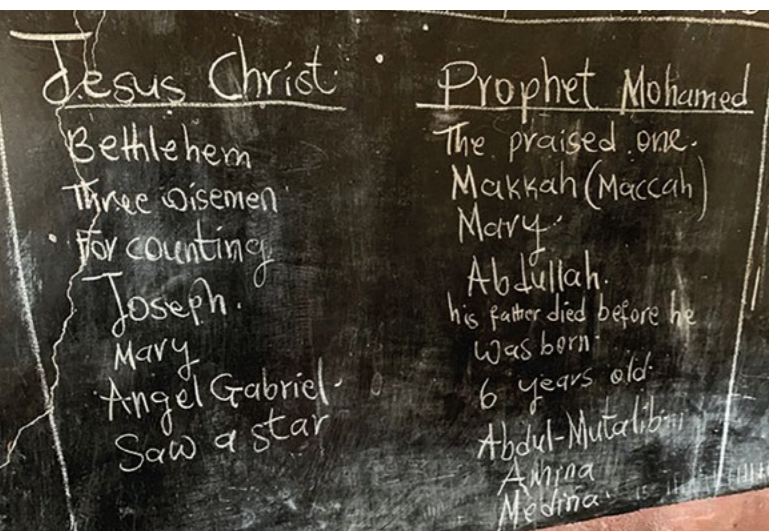 Jesus Christ.
Bethlehem
Three wisemen
For counting
Joseph.
Mary
Angel Gabriel.
Saw a star
Prophet Mohamed
The praised one.
Makkah (Maccah)
Mary.
Abdullah.
his father died before he
was born.
6 years old.
Abdul-Mutalib
Amina
Medina.